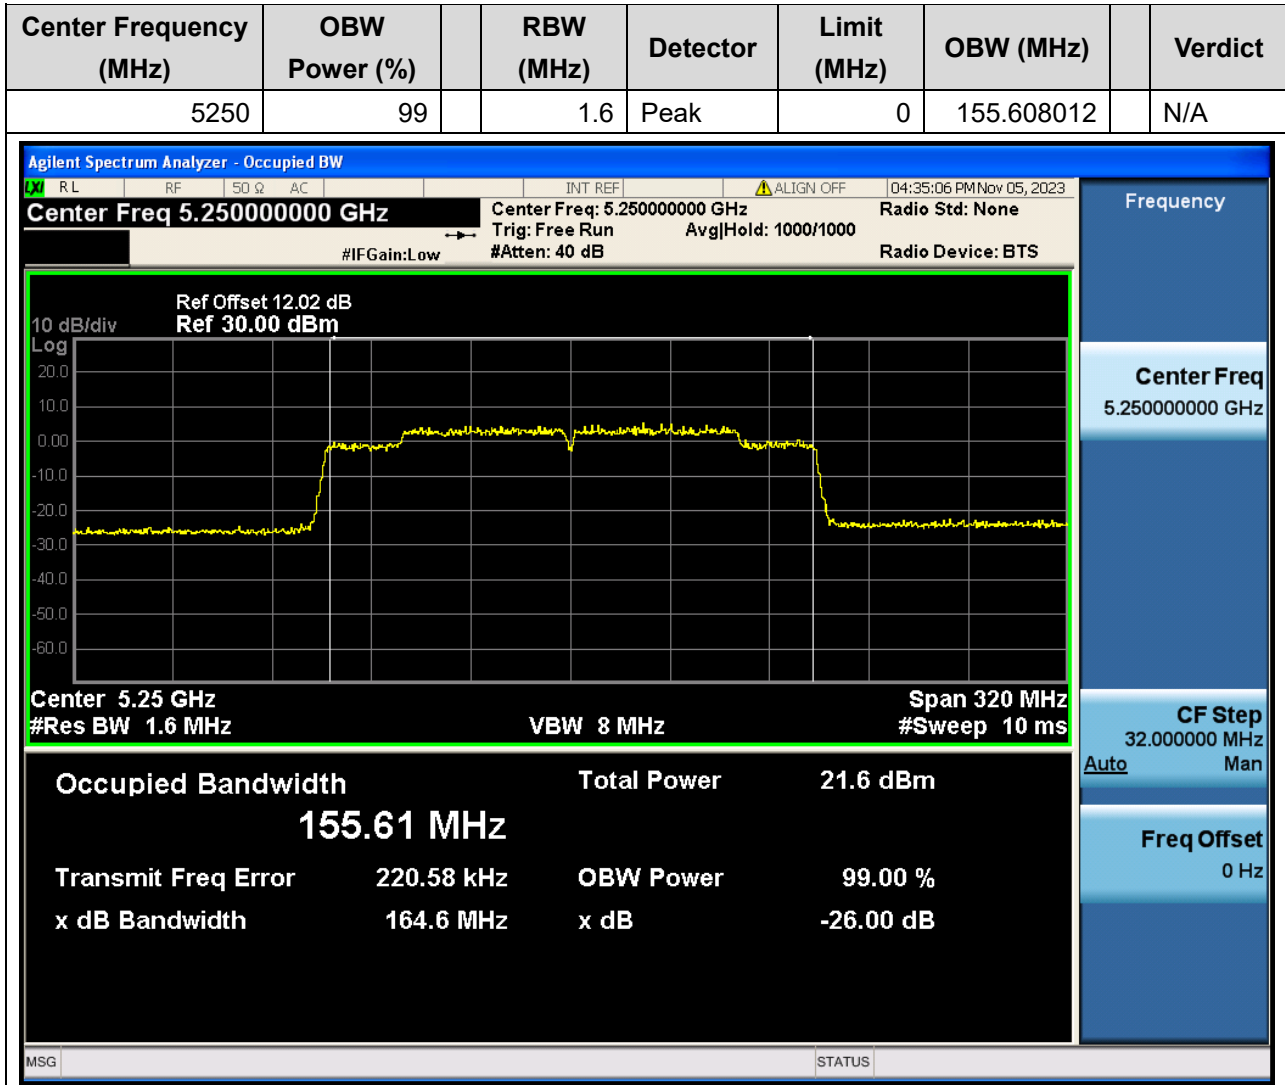 Center Frequency (MHz) OBW Power (%) RBW (MHz) Detector Limit (MHz) OBW (MHz) Verdict
5250 99 1.6 Peak 0 155.608012 N/A
Agilent Spectrum Analyzer - Occupied BW
LXI RL RF 50 Ω AC INT REF ALIGN OFF 04:35:06 PM Nov 05, 2023
Center Freq 5.250000000 GHz
Center Freq: 5.250000000 GHz Radio Std: None
Trig: Free Run Avg|Hold: 1000/1000
#IFGain:Low #Atten: 40 dB Radio Device: BTS
Frequency
Ref Offset 12.02 dB
10 dB/div Ref 30.00 dBm
Log
20.0
10.0
0.00
-10.0
-20.0
-30.0
-40.0
-50.0
-60.0
Center 5.25 GHz Span 320 MHz
#Res BW 1.6 MHz VBW 8 MHz #Sweep 10 ms
Center Freq
5.250000000 GHz
CF Step
32.000000 MHz
Auto Man
Freq Offset
0 Hz
Occupied Bandwidth Total Power 21.6 dBm
155.61 MHz
Transmit Freq Error 220.58 kHz OBW Power 99.00 %
x dB Bandwidth 164.6 MHz x dB -26.00 dB
MSG STATUS